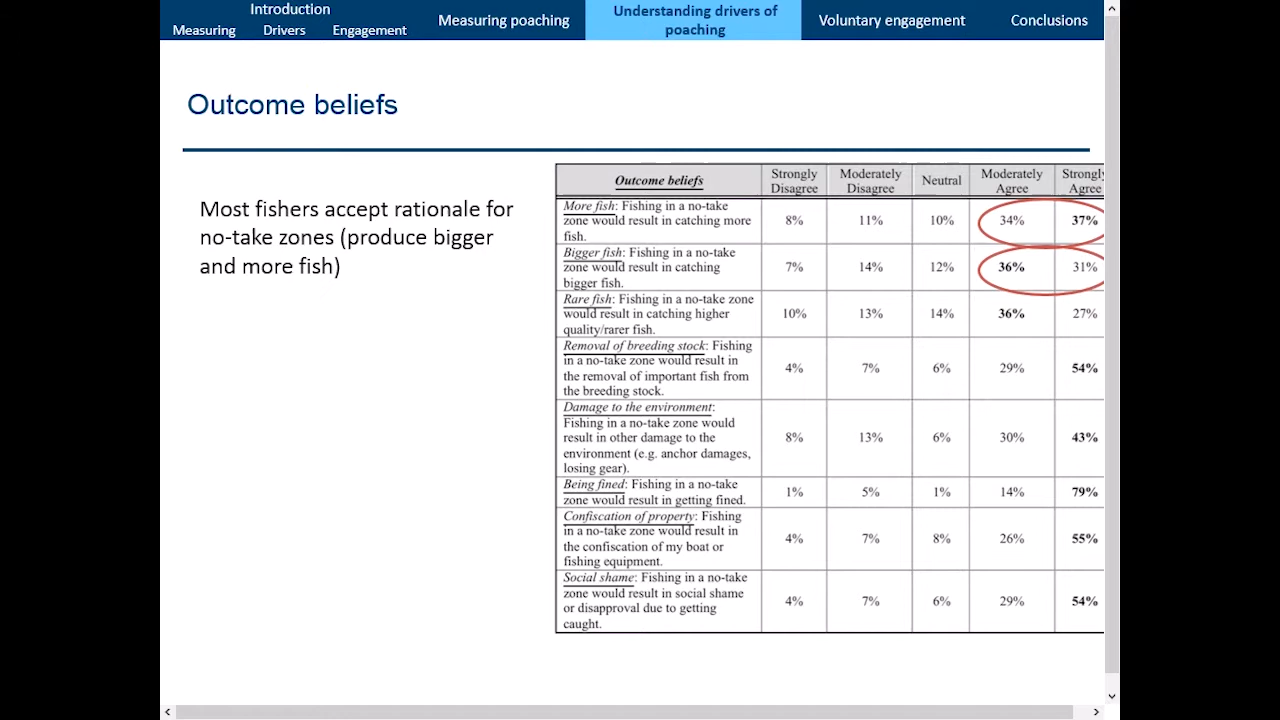 Introduction
Measuring Drivers Engagement
Measuring poaching
Understanding drivers of
poaching
Voluntary engagement
Conclusions
Outcome beliefs
Most fishers accept rationale for
no-take zones (produce bigger
and more fish)
Outcome beliefs
Strongly
Disagree
Moderately
Disagree
Neutral
Moderately
Agree
Strongly
Agree
More fish: Fishing in a no-take
zone would result in catching more
fish.
8% 11% 10% 34% 37%
Bigger fish: Fishing in a no-take
zone would result in catching
bigger fish.
7% 14% 12% 36% 31%
Rare fish: Fishing in a no-take zone
would result in catching higher
quality/rarer fish.
10% 13% 14% 36% 27%
Removal of breeding stock: Fishing
in a no-take zone would result in
the removal of important fish from
the breeding stock.
4% 7% 6% 29% 54%
Damage to the environment:
Fishing in a no-take zone would
result in other damage to the
environment (e.g. anchor damages,
losing gear).
8% 13% 6% 30% 43%
Being fined: Fishing in a no-take
zone would result in getting fined.
1% 5% 1% 14% 79%
Confiscation of property: Fishing
in a no-take zone would result in
the confiscation of my boat or
fishing equipment.
4% 7% 8% 26% 55%
Social shame: Fishing in a no-take
zone would result in social shame
or disapproval due to getting
caught.
4% 7% 6% 29% 54%